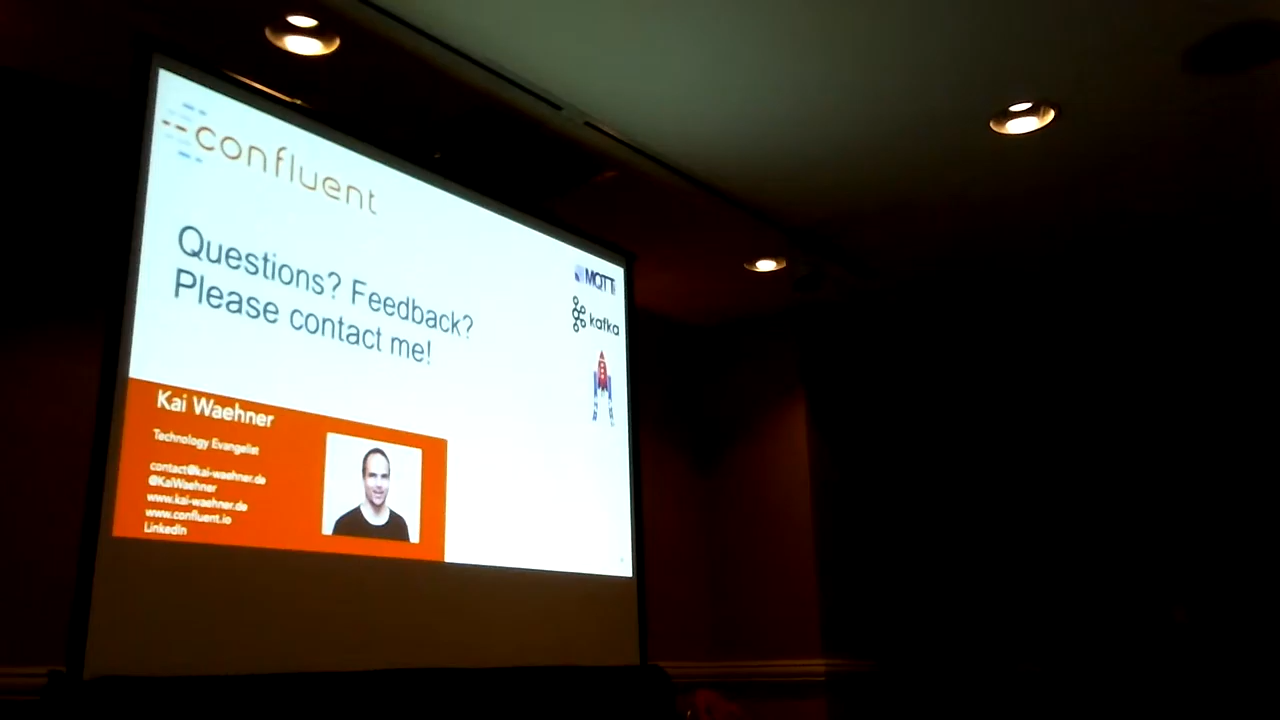 confluent
Questions? Feedback?
Please contact me!
MQTT
kafka
Kai Waehner
Technology Evangelist
contact@kai-waehner.de
@KaiWaehner
www.kai-waehner.de
www.confluent.io
LinkedIn